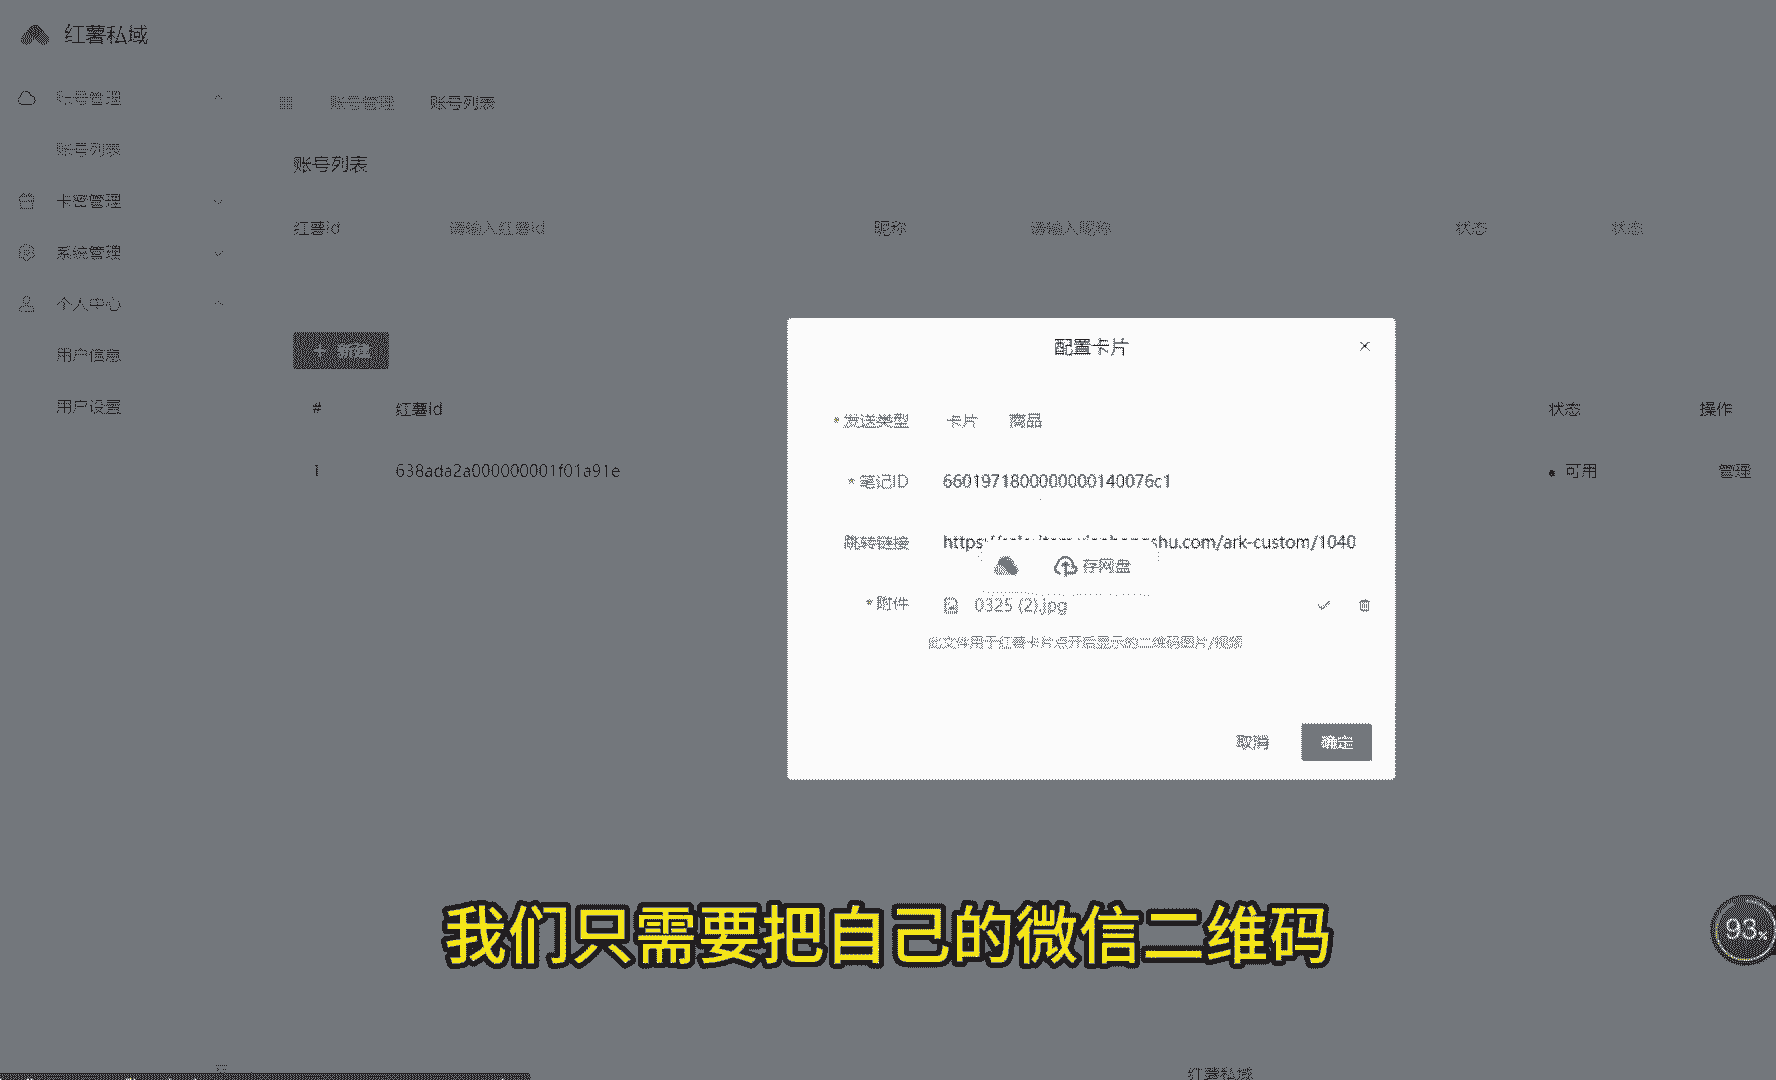 红薯私域
账号管理
账号管理 账号列表
账号列表
账号列表
卡密管理
红薯id 请输入红薯id 昵称 请输入昵称 状态 状态
系统管理
个人中心
用户信息
+ 新建
用户设置
# 红薯id 状态 操作
1 638ada2a000000001f01a91e 可用 管理
配置卡片
* 发送类型 卡片 商品
* 笔记ID 6601971800000000140076c1
跳转链接 https:/ shu.com/ark-custom/1040
存网盘
* 附件 0325 (2).jpg
此文件用于红薯卡片点开后显示的二维码图片/视频
取消 确定
我们只需要把自己的微信二维码
93%
红薯私域